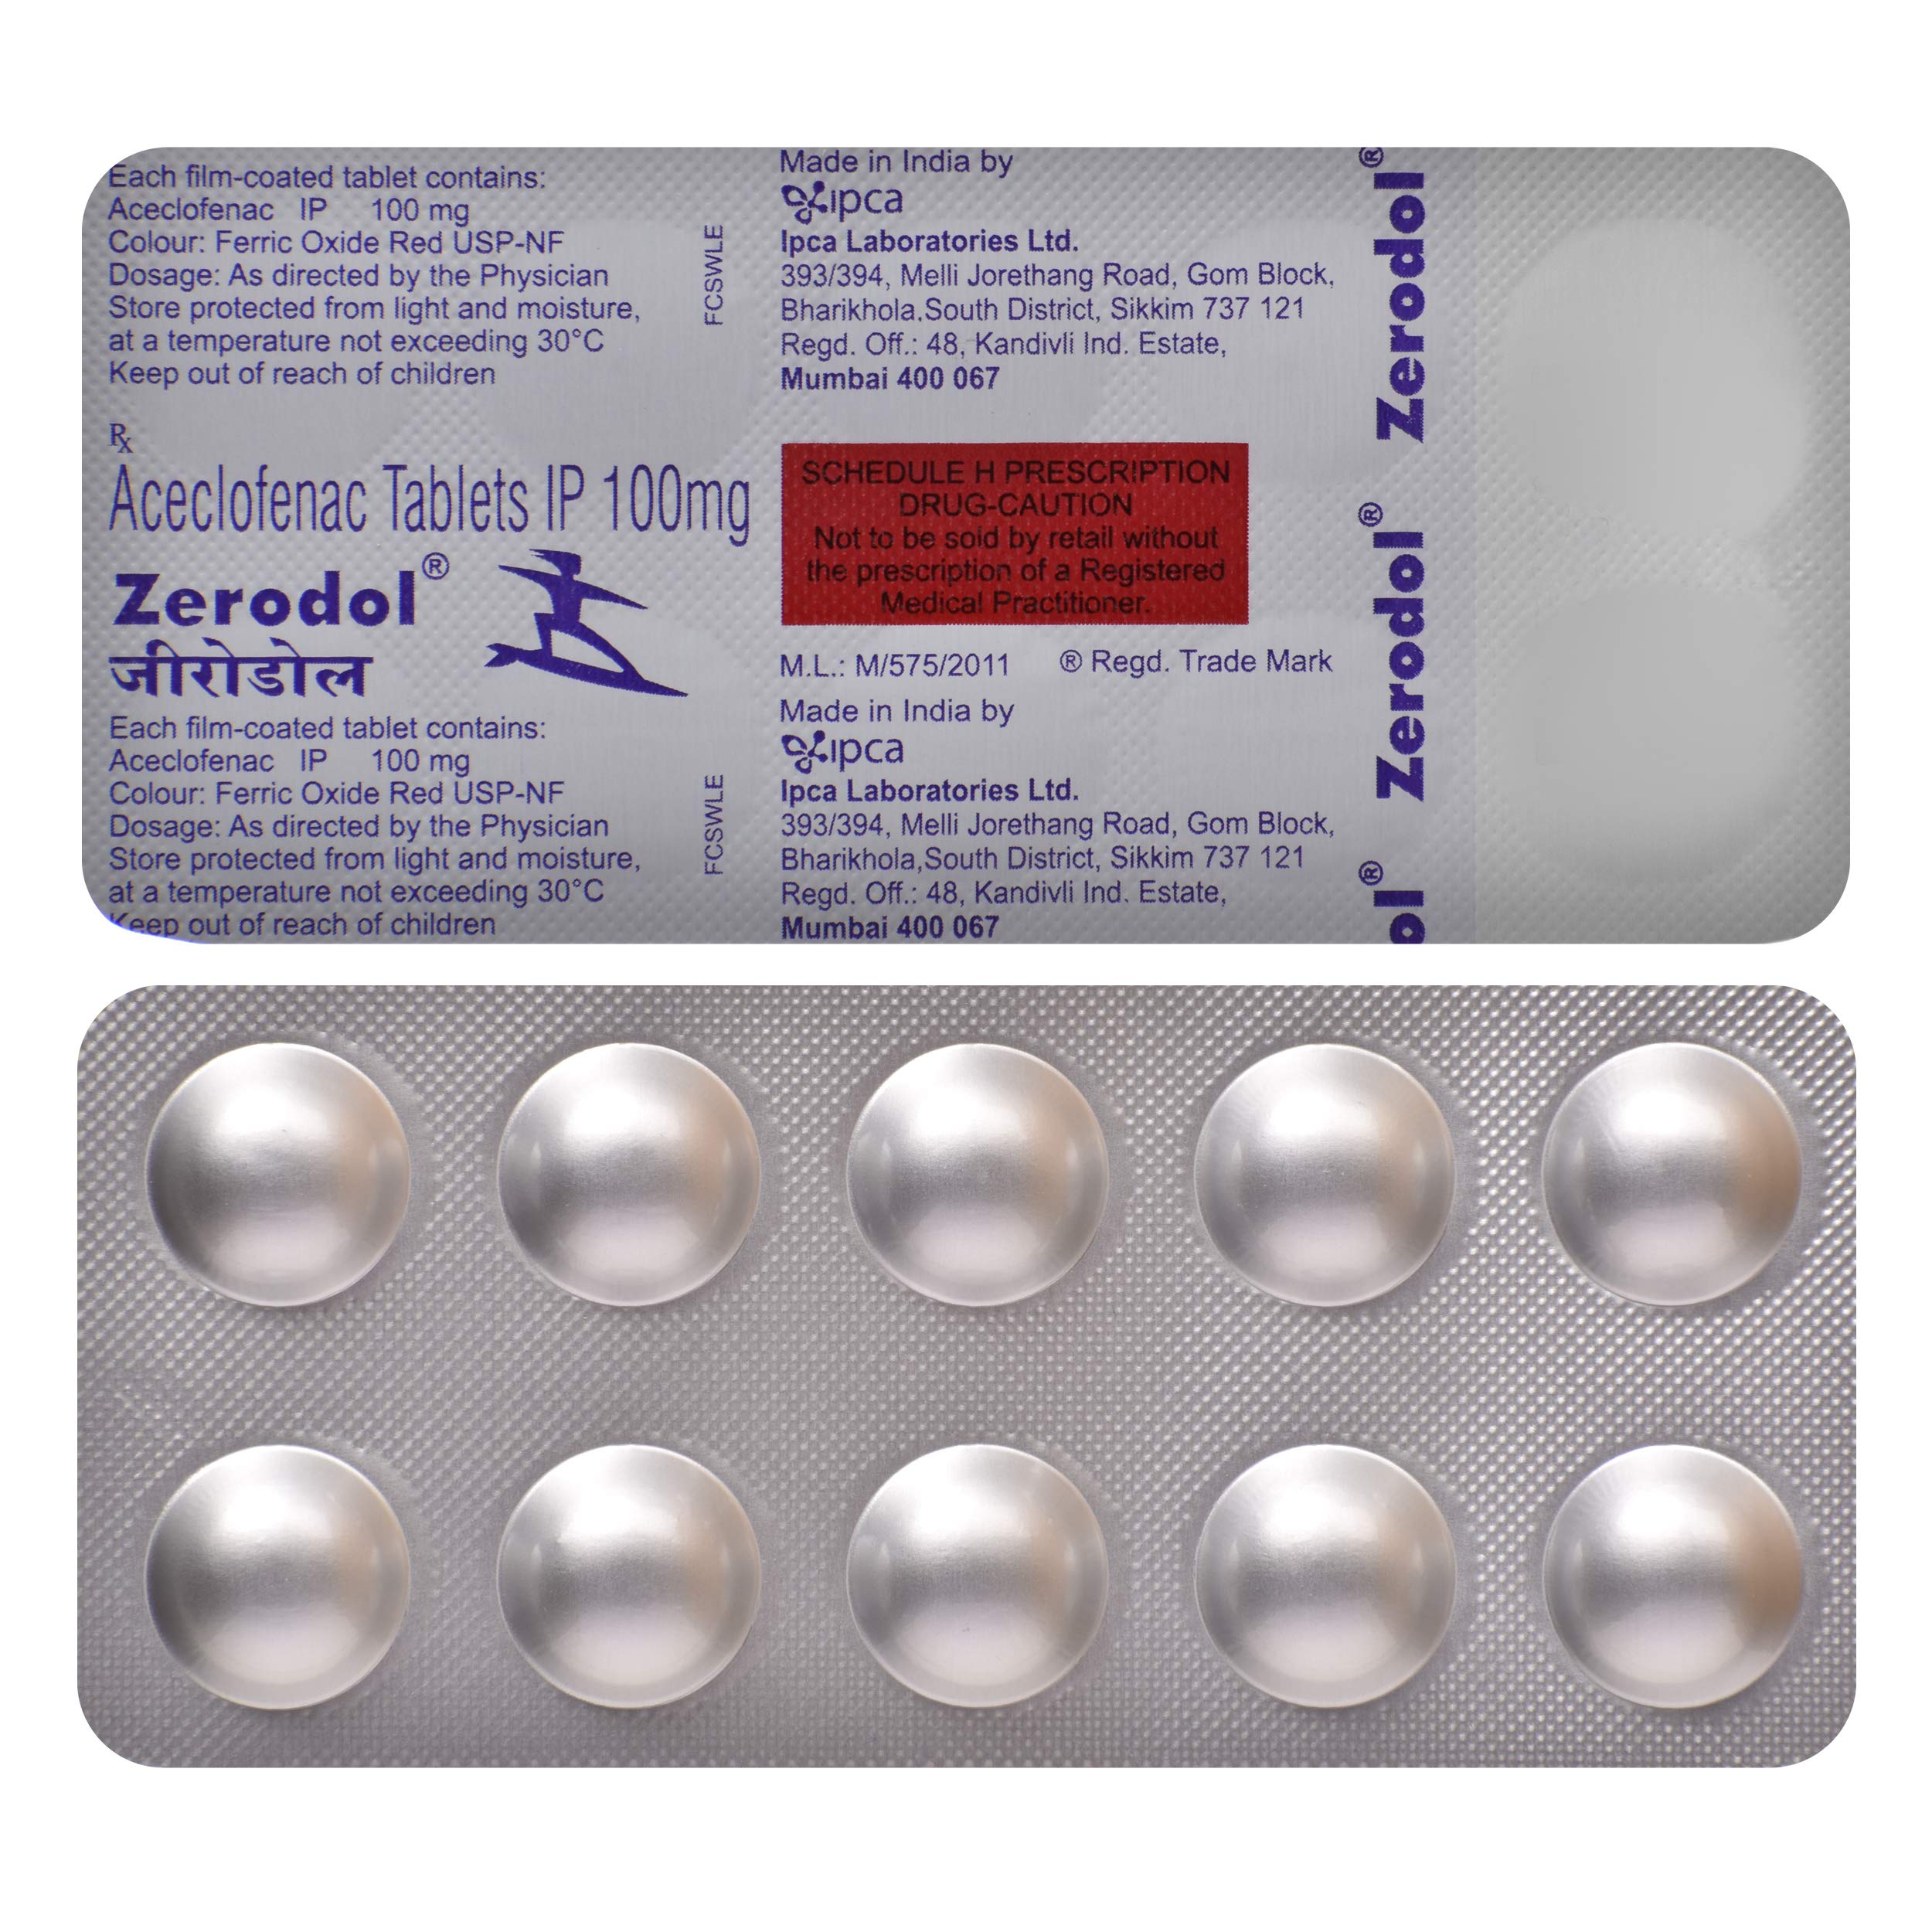 Each film-coated tablet contains:
Aceclofenac IP 100 mg
Colour: Ferric Oxide Red USP-NF
Dosage: As directed by the Physician
Store protected from light and moisture,
at a temperature not exceeding 30°C
Keep out of reach of children
FCSWLE
Rx
Aceclofenac Tablets IP 100mg
Zerodol®
जीरोडोल
Each film-coated tablet contains:
Aceclofenac IP 100 mg
Colour: Ferric Oxide Red USP-NF
Dosage: As directed by the Physician
Store protected from light and moisture,
at a temperature not exceeding 30°C
Keep out of reach of children
FCSWLE
Made in India by
ipca
Ipca Laboratories Ltd.
393/394, Melli Jorethang Road, Gom Block,
Bharikhola,South District, Sikkim 737 121
Regd. Off.: 48, Kandivli Ind. Estate,
Mumbai 400 067
SCHEDULE H PRESCRIPTION
DRUG-CAUTION
Not to be sold by retail without
the prescription of a Registered
Medical Practitioner.
M.L.: M/575/2011 ® Regd. Trade Mark
Made in India by
ipca
Ipca Laboratories Ltd.
393/394, Melli Jorethang Road, Gom Block,
Bharikhola,South District, Sikkim 737 121
Regd. Off.: 48, Kandivli Ind. Estate,
Mumbai 400 067
Zerodol®
Zerodol®
ol®